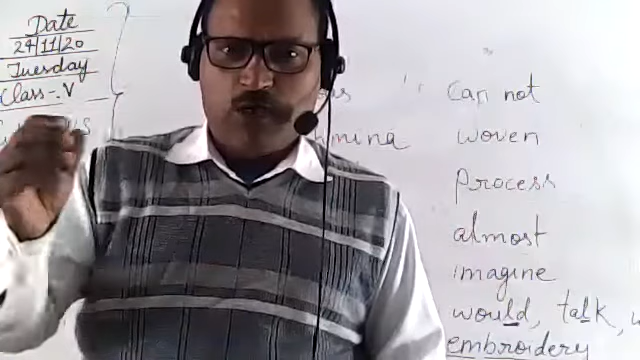 Date
24/11/20
Tuesday
Class-.V
Can not
woven
Process
almost
imagine
would, talk,
embroidery